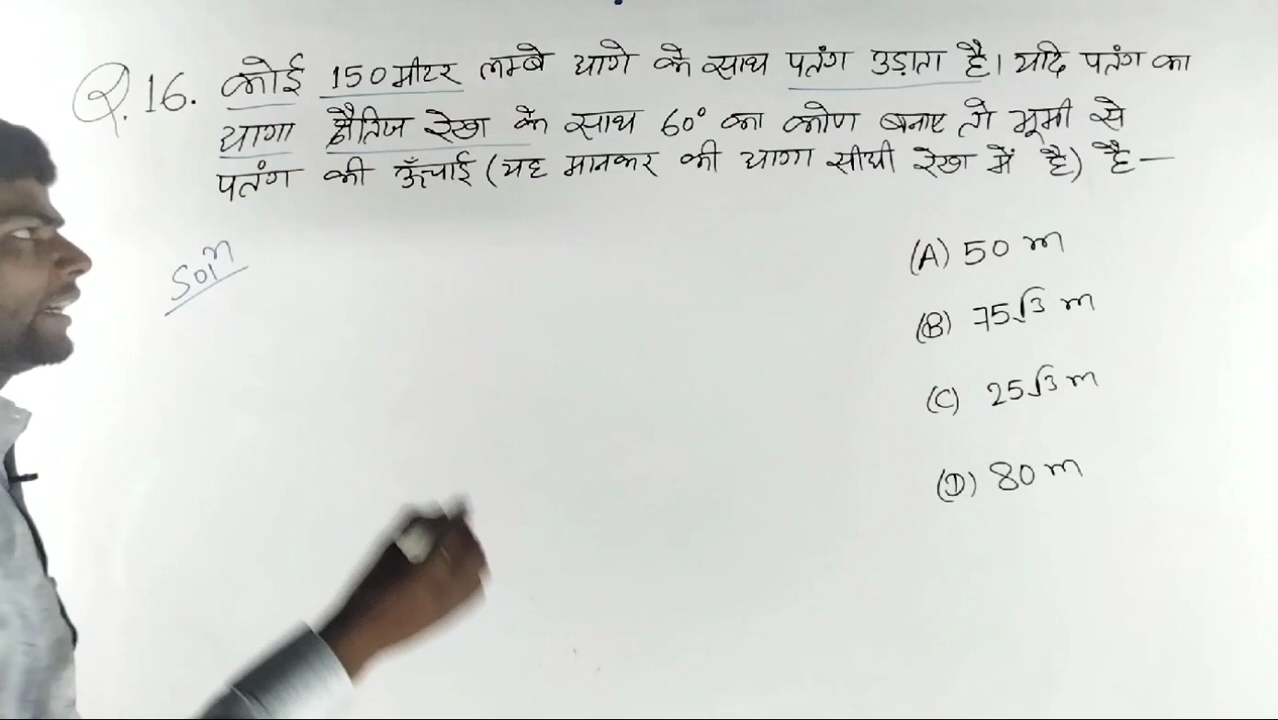 Q.16. कोई 150 मीटर लम्बे धागे के साथ पतंग उड़ाता है। यदि पतंग का
धागा क्षैतिज रेखा के साथ 60° का कोण बनाए तो भूमी से
पतंग की ऊँचाई (यह मानकर की धागा सीधी रेखा में है) है —
Solⁿ
(A) 50 m
(B) 75√3 m
(C) 25√3 m
(D) 80 m